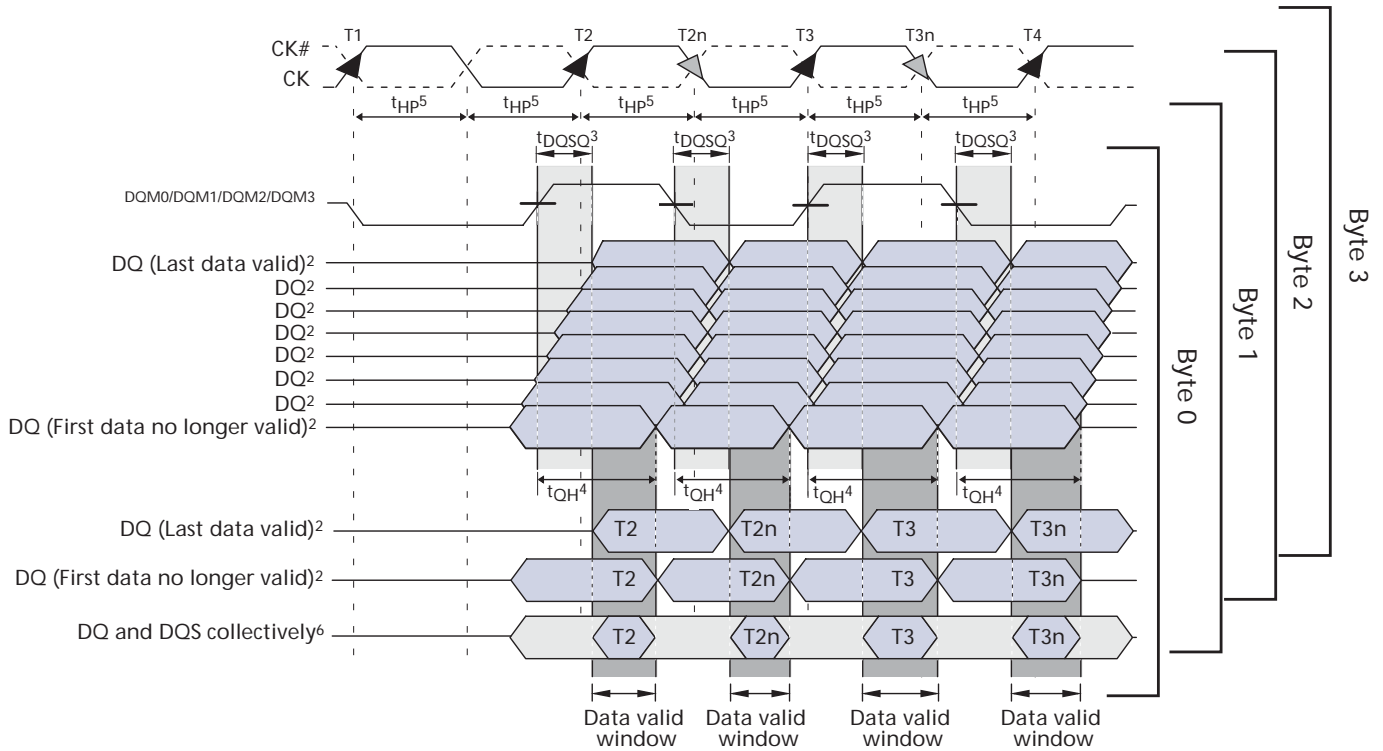 T1 T2 T2n T3 T3n T4
CK#
CK
tHP5 tHP5 tHP5 tHP5 tHP5 tHP5
tDQSQ3 tDQSQ3 tDQSQ3 tDQSQ3
DQM0/DQM1/DQM2/DQM3
DQ (Last data valid)2
DQ2
DQ2
DQ2
DQ2
DQ2
DQ2
DQ (First data no longer valid)2
tQH4 tQH4 tQH4 tQH4
DQ (Last data valid)2 T2 T2n T3 T3n
DQ (First data no longer valid)2 T2 T2n T3 T3n
DQ and DQS collectively6 T2 T2n T3 T3n
Data valid window
Data valid window
Data valid window
Data valid window
Byte 0
Byte 1
Byte 2
Byte 3